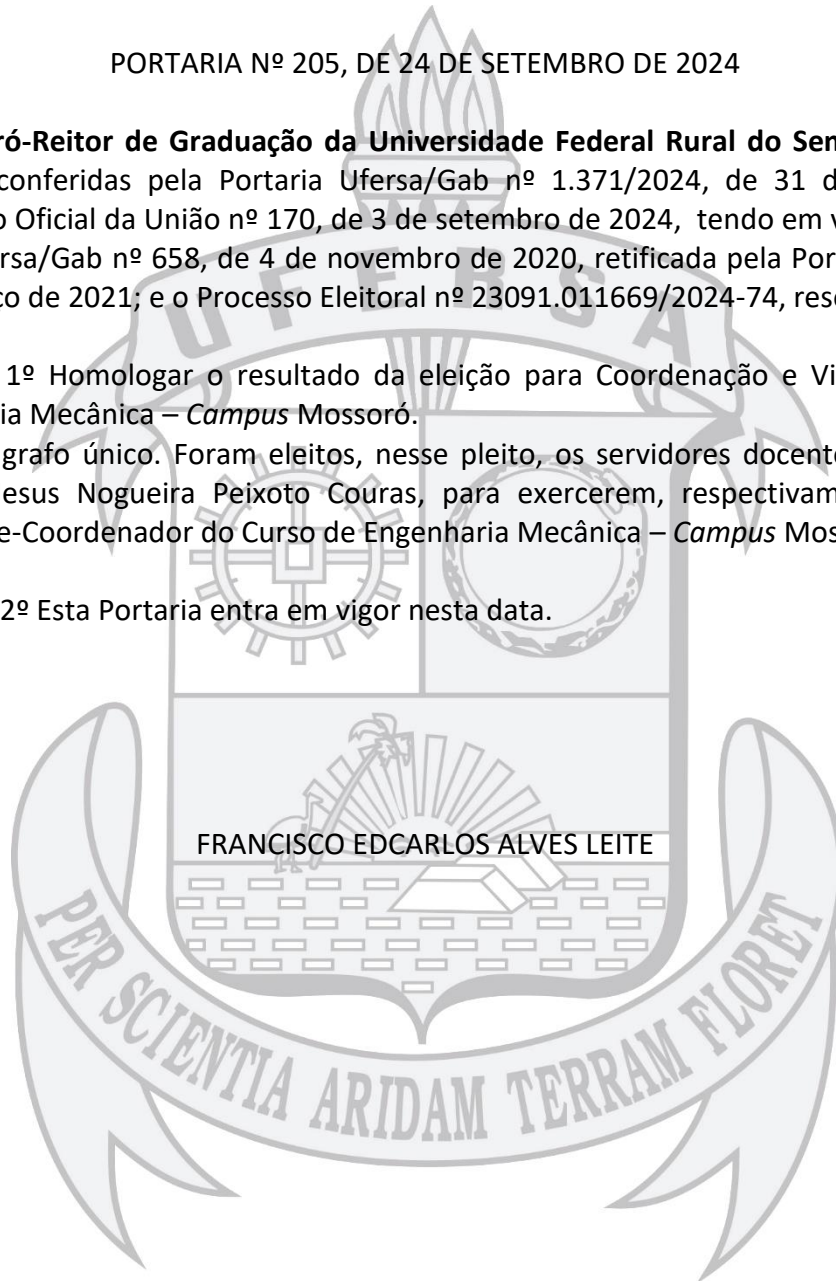 PORTARIA Nº 205, DE 24 DE SETEMBRO DE 2024
ró-Reitor de Graduação da Universidade Federal Rural do Sem
conferidas pela Portaria Ufersa/Gab nº 1.371/2024, de 31 d
o Oficial da União nº 170, de 3 de setembro de 2024, tendo em v
rsa/Gab nº 658, de 4 de novembro de 2020, retificada pela Por
ço de 2021; e o Processo Eleitoral nº 23091.011669/2024-74, res
UFERSA
1º Homologar o resultado da eleição para Coordenação e Vi
ia Mecânica – Campus Mossoró.
grafo único. Foram eleitos, nesse pleito, os servidores docent
esus Nogueira Peixoto Couras, para exercerem, respectivam
e-Coordenador do Curso de Engenharia Mecânica – Campus Mos
2º Esta Portaria entra em vigor nesta data.
FRANCISCO EDCARLOS ALVES LEITE
PER SCIENTIA ARIDAM TERRAM FLORET